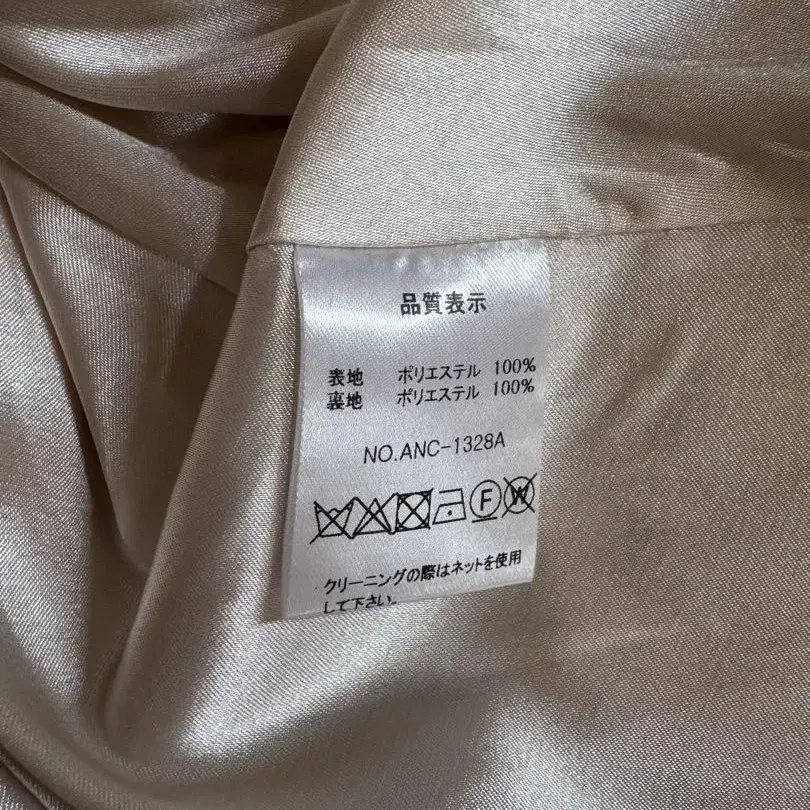 品質表示
表地 ポリエステル 100%
裏地 ポリエステル 100%
NO.ANC-1328A
F W
クリーニングの際はネットを使用
して下さい。